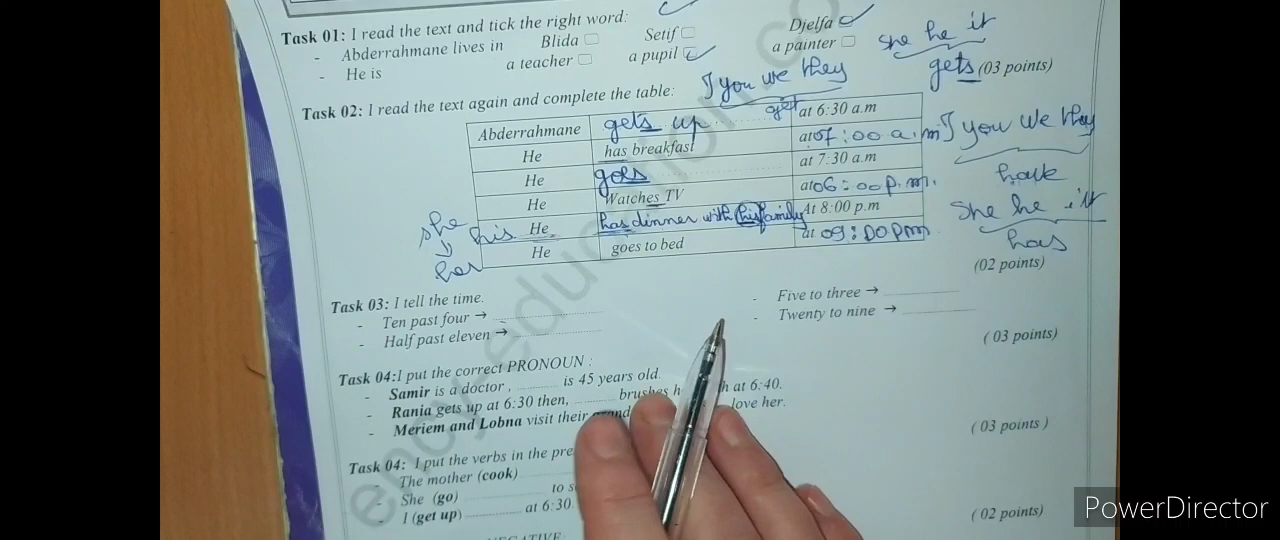 Task 01: I read the text and tick the right word:
- Abderrahmane lives in Blida Setif Djelfa
- He is a teacher a pupil a painter
she he it
gets (03 points)
Task 02: I read the text again and complete the table:
I you we they
get
Abderrahmane gets up at 6:30 a.m
He has breakfast at 07:00 a.m
He goes at 7:30 a.m
He Watches TV at 06:00 p.m.
He has dinner with his family At 8:00 p.m
He goes to bed at 09:00 pm
I you we they
have
she he it
has
she his
her
(02 points)
Task 03: I tell the time.
- Ten past four →
- Half past eleven →
- Five to three →
- Twenty to nine →
(03 points)
Task 04: I put the correct PRONOUN :
- Samir is a doctor , is 45 years old.
- Rania gets up at 6:30 then, brushes at 6:40.
- Meriem and Lobna visit their love her.
(03 points)
Task 04: I put the verbs in the
- The mother (cook)
- She (go) to
- I (get up) at 6:30
(02 points)
PowerDirector
ency-education.co